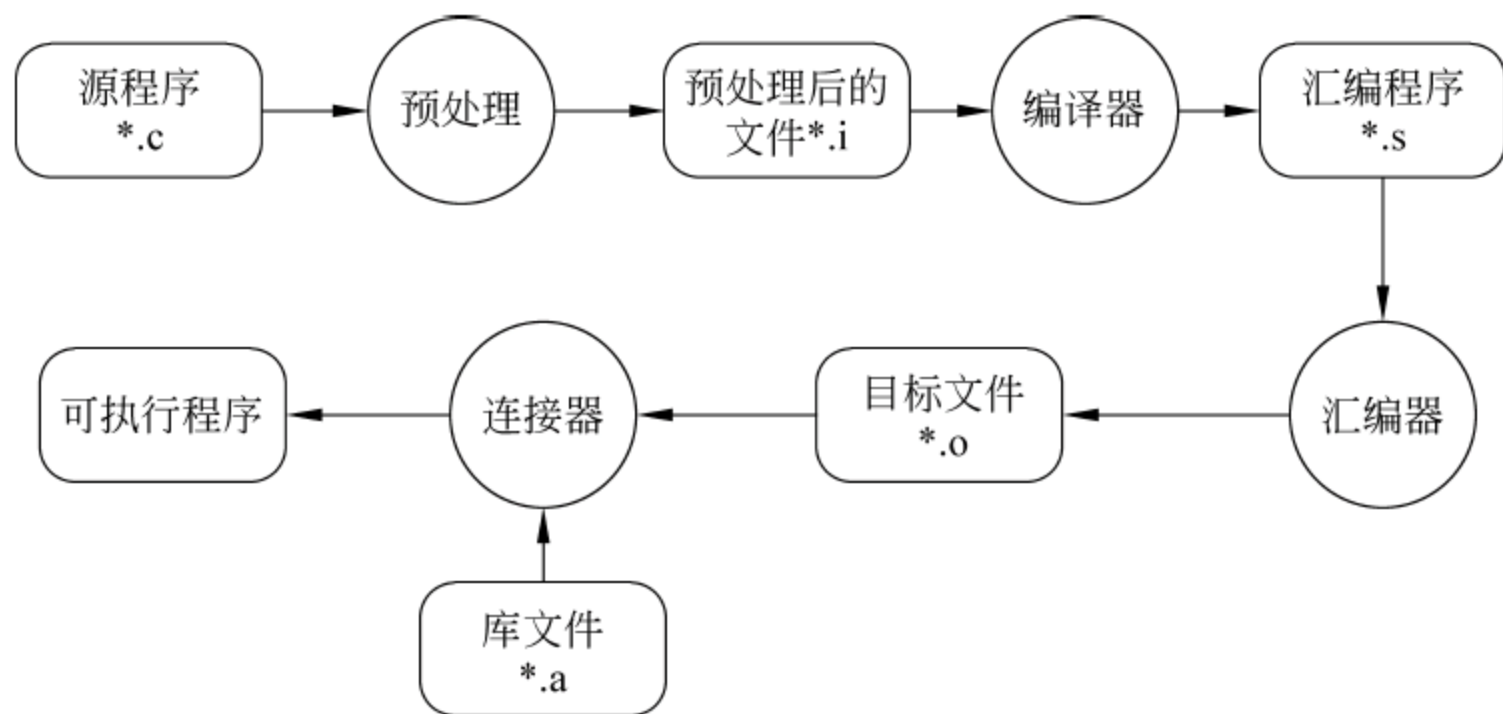 源程序
*.c
预处理
预处理后的
文件*.i
编译器
汇编程序
*.s
可执行程序
连接器
目标文件
*.o
汇编器
库文件
*.a